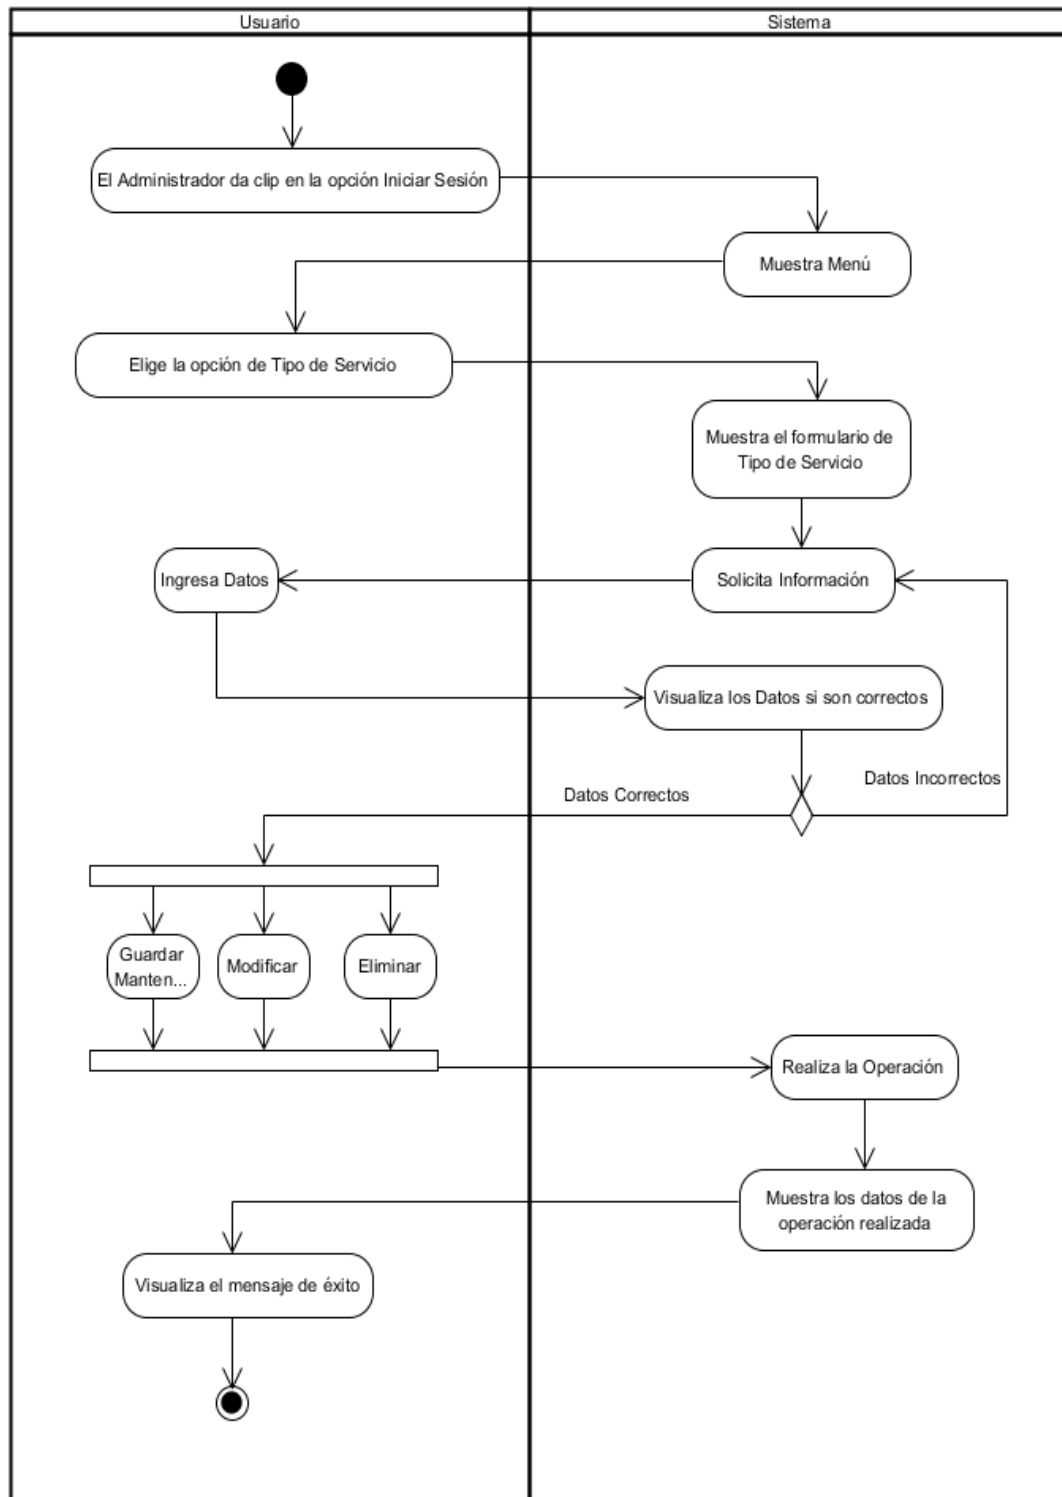 Usuario
Sistema
El Administrador da clip en la opción Iniciar Sesión
Muestra Menú
Elige la opción de Tipo de Servicio
Muestra el formulario de
Tipo de Servicio
Ingresa Datos
Solicita Información
Visualiza los Datos si son correctos
Datos Incorrectos
Datos Correctos
Guardar
Manten...
Modificar
Eliminar
Realiza la Operación
Muestra los datos de la
operación realizada
Visualiza el mensaje de éxito